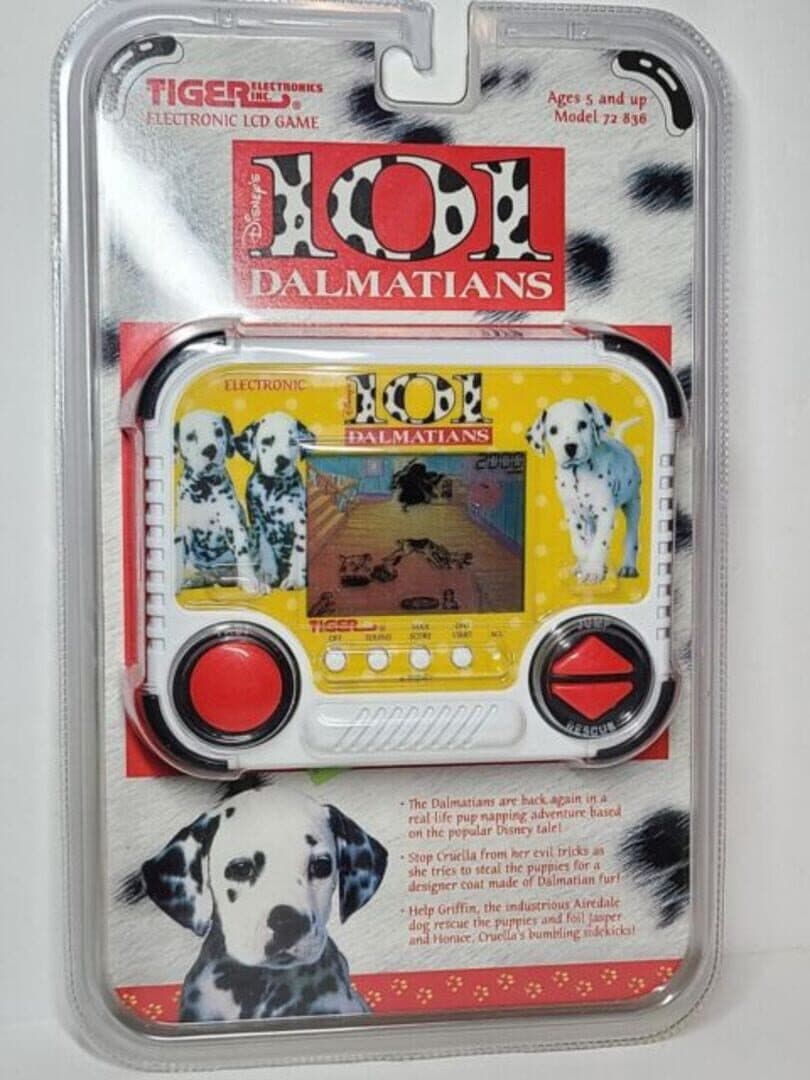 TIGER ELECTRONICS INC. ®
ELECTRONIC LCD GAME
Ages 5 and up
Model 72 836
DISNEY'S
101
DALMATIANS
ELECTRONIC
DISNEY'S
101
DALMATIANS
2000
TIGER ®
OFF SOUND SCORE START ACL
JUMP
RESCUE
• The Dalmatians are back again in a
real life pup napping adventure based
on the popular Disney tale!
• Stop Cruella from her evil tricks as
she tries to steal the puppies for a
designer coat made of Dalmatian fur!
• Help Griffin, the industrious Airedale
dog rescue the puppies and foil Jasper
and Horace, Cruella's bumbling sidekicks!